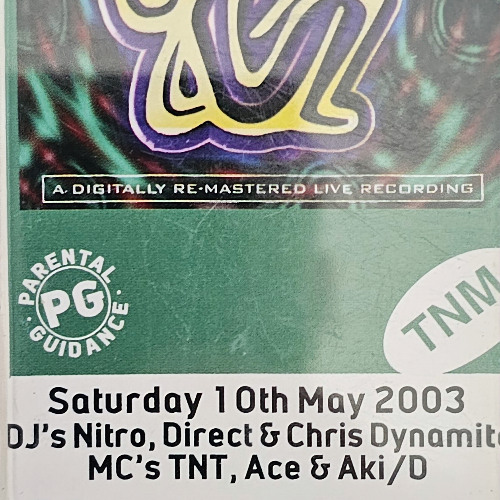 A DIGITALLY RE-MASTERED LIVE RECORDING
PARENTAL
PG
· GUIDANCE ·
TNM
Saturday 10th May 2003
DJ's Nitro, Direct & Chris Dynamite
MC's TNT, Ace & Aki/D